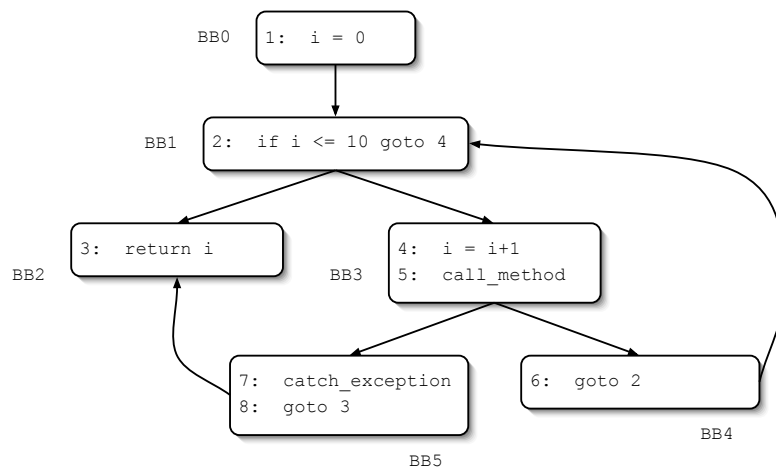 BB0
1:  i = 0
BB1
2:  if i <= 10 goto 4
3:  return i
BB2
4:  i = i+1
BB3
5:  call_method
7:  catch_exception
8:  goto 3
6:  goto 2
BB4
BB5